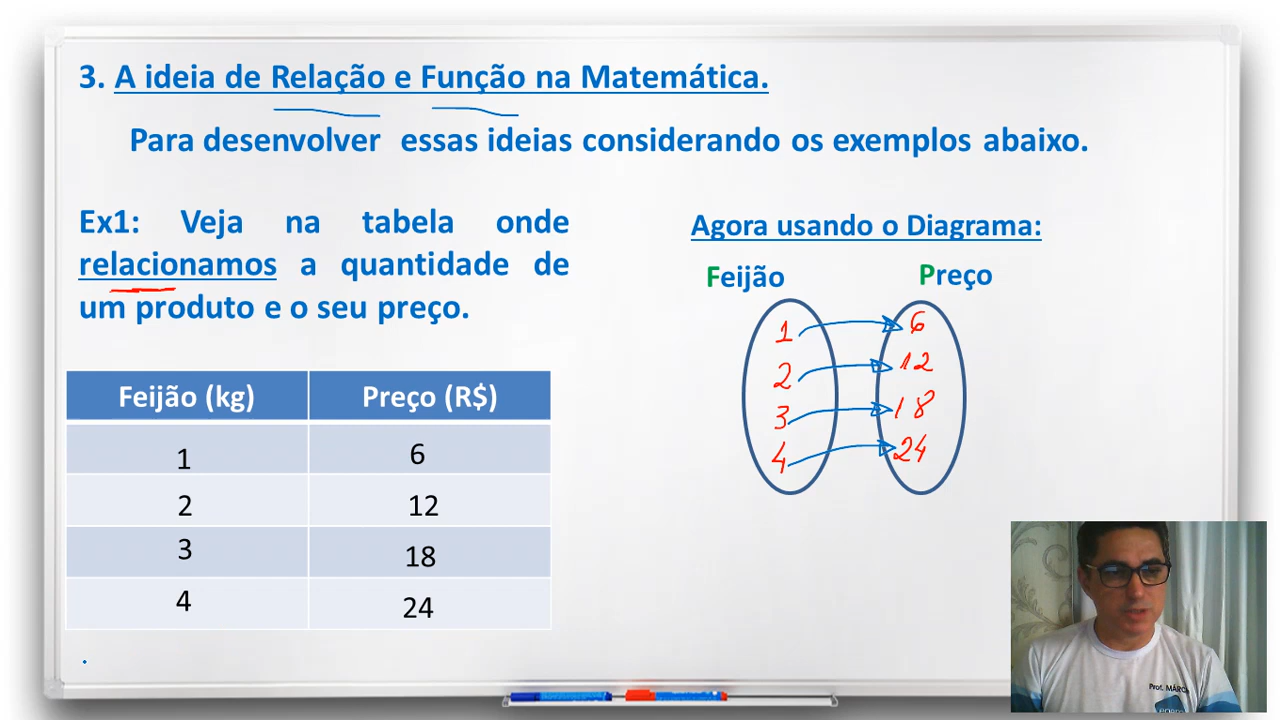 3. A ideia de Relação e Função na Matemática.
Para desenvolver essas ideias considerando os exemplos abaixo.
Ex1: Veja na tabela onde
relacionamos a quantidade de
um produto e o seu preço.
Feijão (kg) Preço (R$)
1 6
2 12
3 18
4 24
Agora usando o Diagrama:
Feijão Preço
1 6
2 12
3 18
4 24